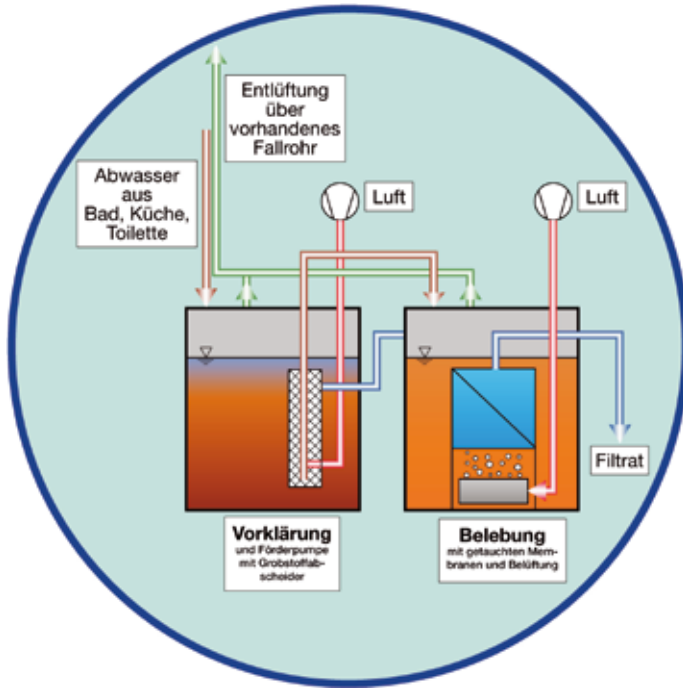 Entlüftung
über
vorhandenes
Fallrohr
Abwasser
aus
Bad, Küche,
Toilette
Luft
Luft
Filtrat
Vorklärung
und Förderpumpe
mit Grobstoffab-
scheider
Belebung
mit getauchten Mem-
branen und Belüftung